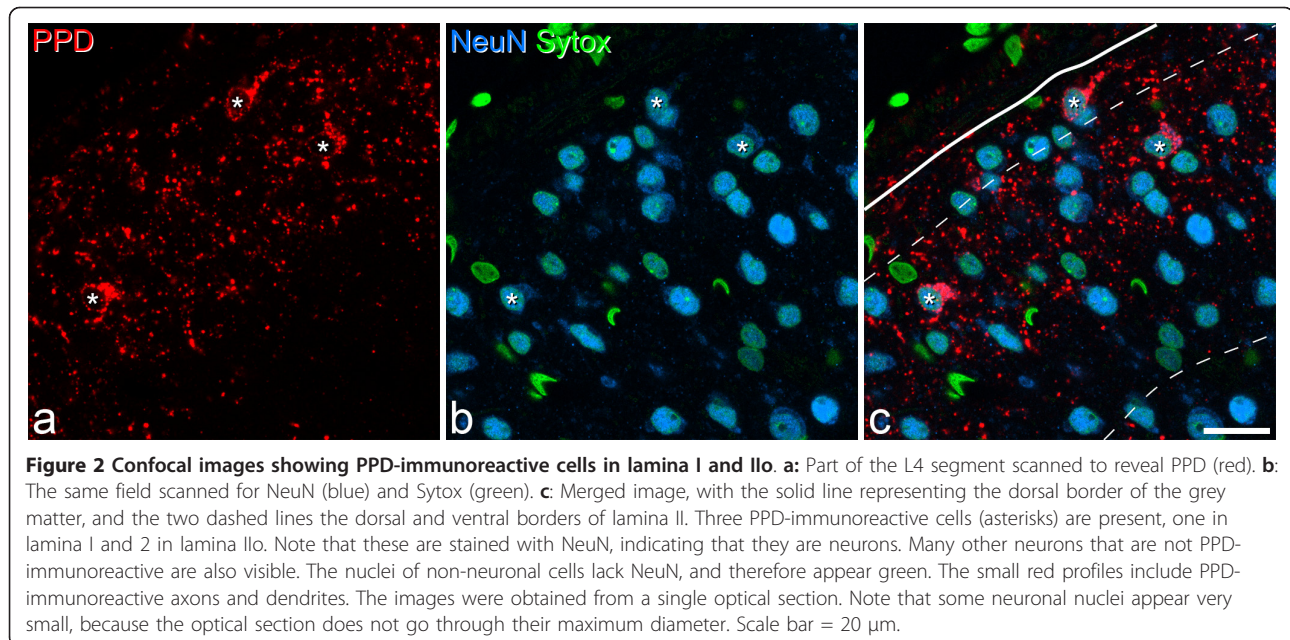 PPD
NeuN Sytox
* * *
* * *
* * *
a
b
c
Figure 2 Confocal images showing PPD-immunoreactive cells in lamina I and IIo. a: Part of the L4 segment scanned to reveal PPD (red). b:
The same field scanned for NeuN (blue) and Sytox (green). c: Merged image, with the solid line representing the dorsal border of the grey
matter, and the two dashed lines the dorsal and ventral borders of lamina II. Three PPD-immunoreactive cells (asterisks) are present, one in
lamina I and 2 in lamina IIo. Note that these are stained with NeuN, indicating that they are neurons. Many other neurons that are not PPD-
immunoreactive are also visible. The nuclei of non-neuronal cells lack NeuN, and therefore appear green. The small red profiles include PPD-
immunoreactive axons and dendrites. The images were obtained from a single optical section. Note that some neuronal nuclei appear very
small, because the optical section does not go through their maximum diameter. Scale bar = 20 μm.